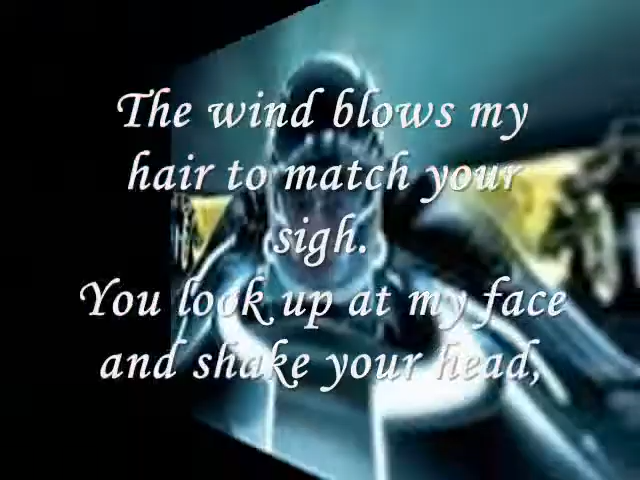 The wind blows my
hair to match your
sigh.
You look up at my face
and shake your head,